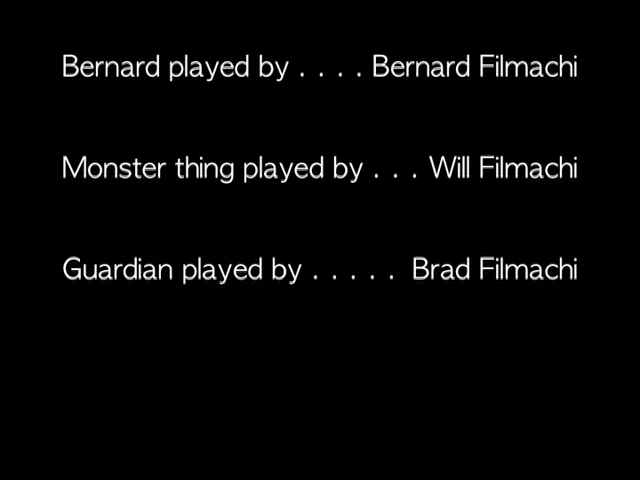 Bernard played by . . . . Bernard Filmachi
Monster thing played by . . . Will Filmachi
Guardian played by . . . . . Brad Filmachi